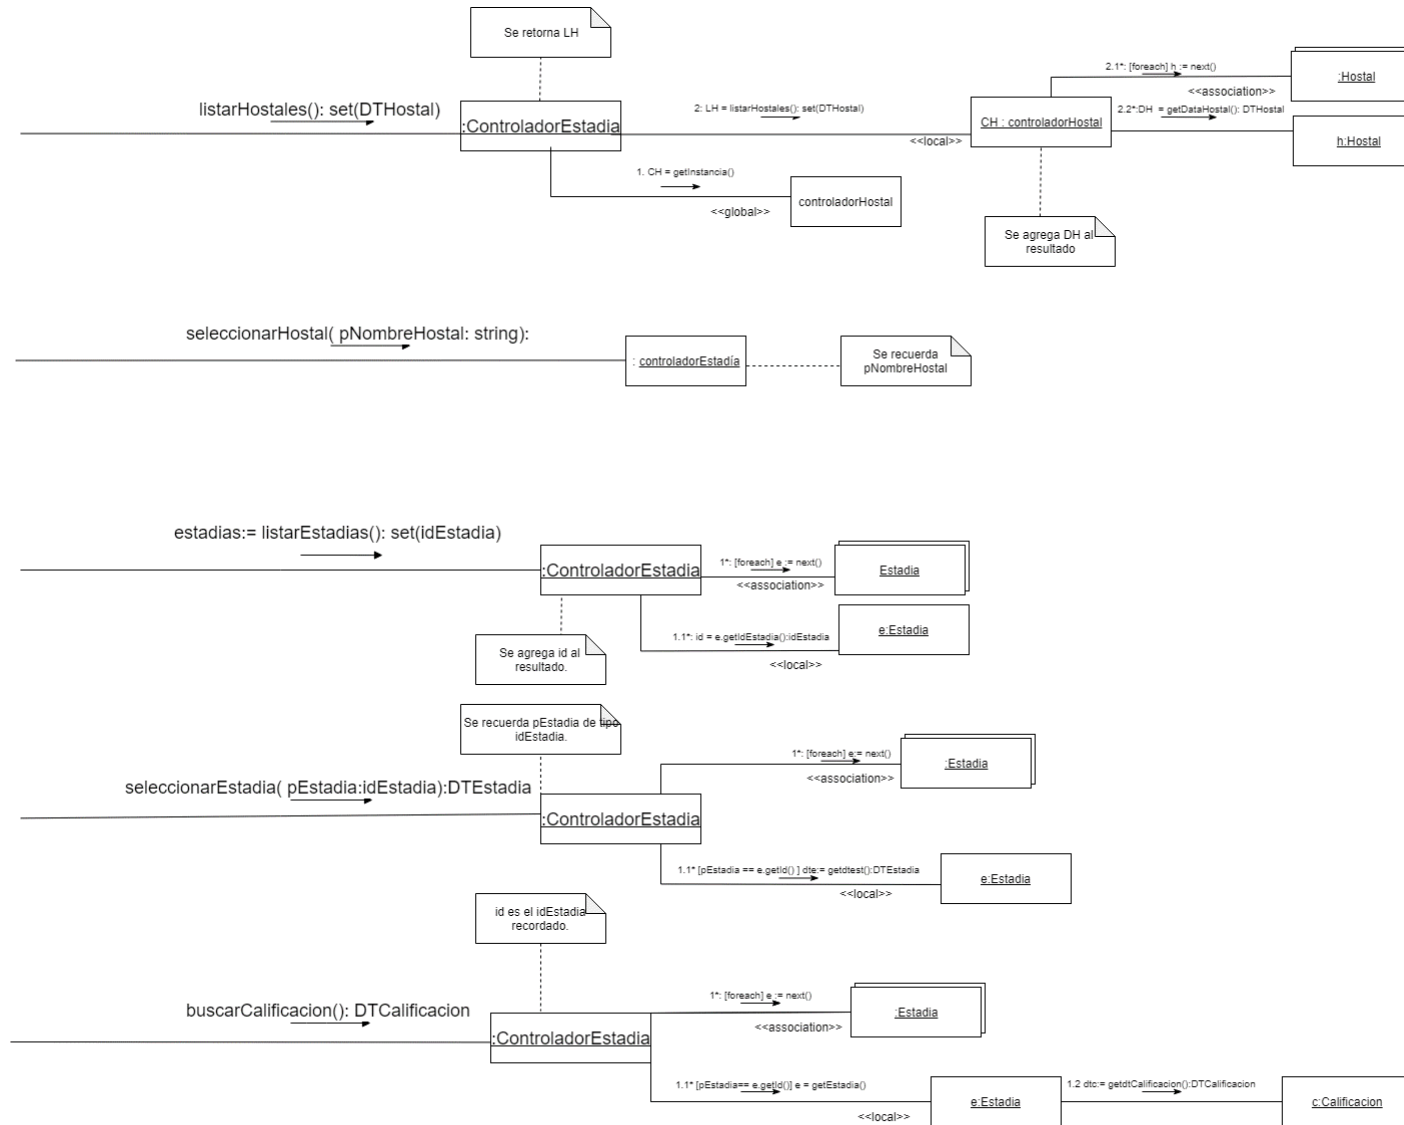 Se retorna LH
listarHostales(): set(DTHostal)
:ControladorEstadia
2: LH = listarHostales(): set(DTHostal)
<<local>>
CH : controladorHostal
2.1*: [foreach] h := next()
<<association>>
:Hostal
2.2*:DH = getDataHostal(): DTHostal
h:Hostal
1. CH = getInstancia()
<<global>>
controladorHostal
Se agrega DH al
resultado
seleccionarHostal( pNombreHostal: string):
: controladorEstadía
Se recuerda
pNombreHostal
estadias:= listarEstadias(): set(idEstadia)
:ControladorEstadia
1*: [foreach] e := next()
<<association>>
Estadia
1.1*: id = e.getIdEstadia():idEstadia
<<local>>
e:Estadia
Se agrega id al
resultado.
Se recuerda pEstadia de tipo
idEstadia.
seleccionarEstadia( pEstadia:idEstadia):DTEstadia
:ControladorEstadia
1*: [foreach] e:= next()
<<association>>
:Estadia
1.1* [pEstadia == e.getId() ] dte:= getdtest():DTEstadia
<<local>>
e:Estadia
id es el idEstadia
recordado.
buscarCalificacion(): DTCalificacion
:ControladorEstadia
1*: [foreach] e := next()
<<association>>
:Estadia
1.1* [pEstadia== e.getId()] e = getEstadia()
<<local>>
e:Estadia
1.2 dtc:= getdtCalificacion():DTCalificacion
c:Calificacion